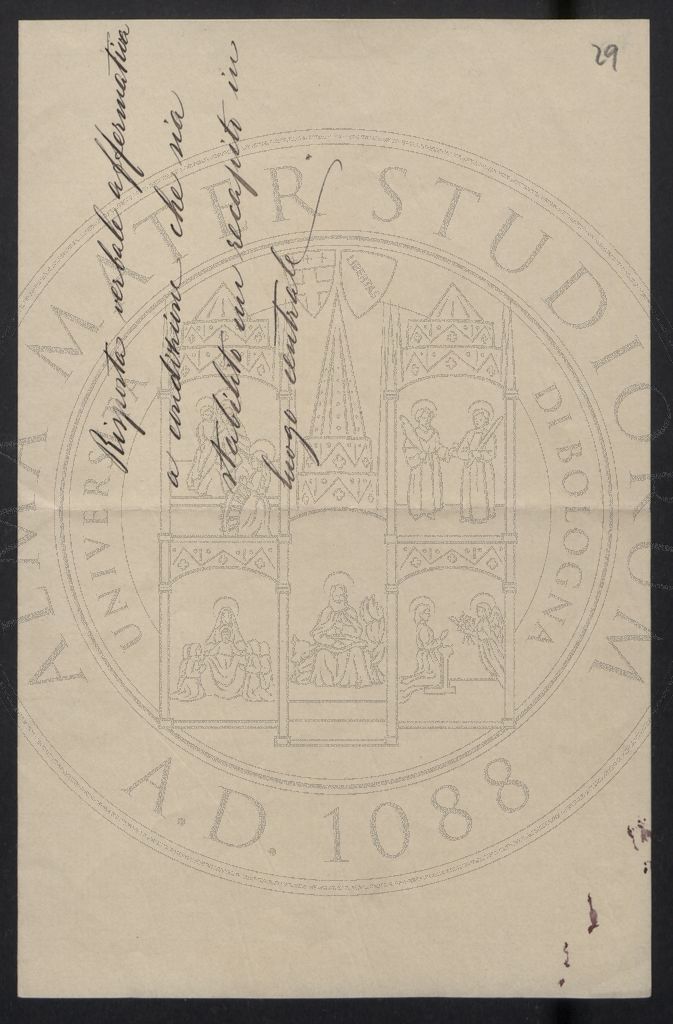 29
Risposta verbale affermativa
a condizione che sia
stabilito un recapito in
luogo centrale
ALMA MATER STUDIORUM
UNIVERSITÀ DI BOLOGNA
LIBERTAS
A.D. 1088